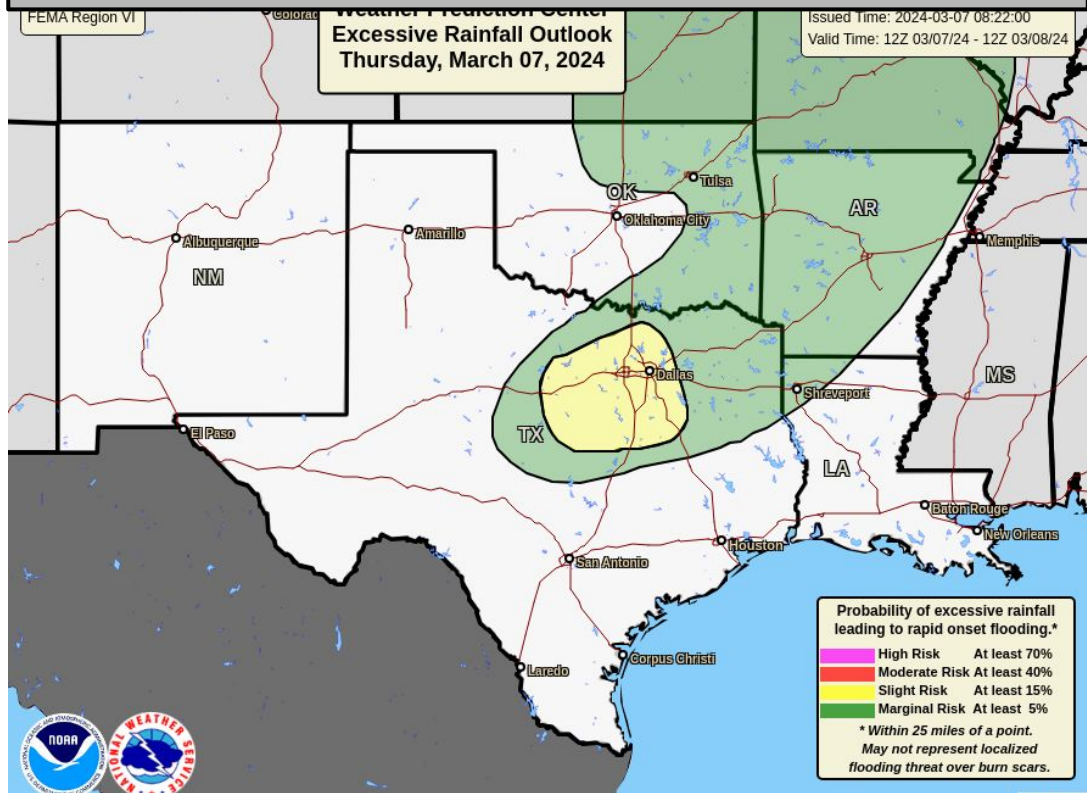 FEMA Region VI
Weather Prediction Center
Excessive Rainfall Outlook
Thursday, March 07, 2024
Issued Time: 2024-03-07 08:22:00
Valid Time: 12Z 03/07/24 - 12Z 03/08/24
Colorado
OK
Tulsa
Oklahoma City
AR
Albuquerque
Amarillo
Memphis
NM
Dallas
Shreveport
MS
El Paso
TX
LA
Baton Rouge
New Orleans
Houston
San Antonio
Laredo
Corpus Christi
Probability of excessive rainfall
leading to rapid onset flooding.*
High Risk At least 70%
Moderate Risk At least 40%
Slight Risk At least 15%
Marginal Risk At least 5%
* Within 25 miles of a point.
May not represent localized
flooding threat over burn scars.
NOAA
NATIONAL WEATHER SERVICE